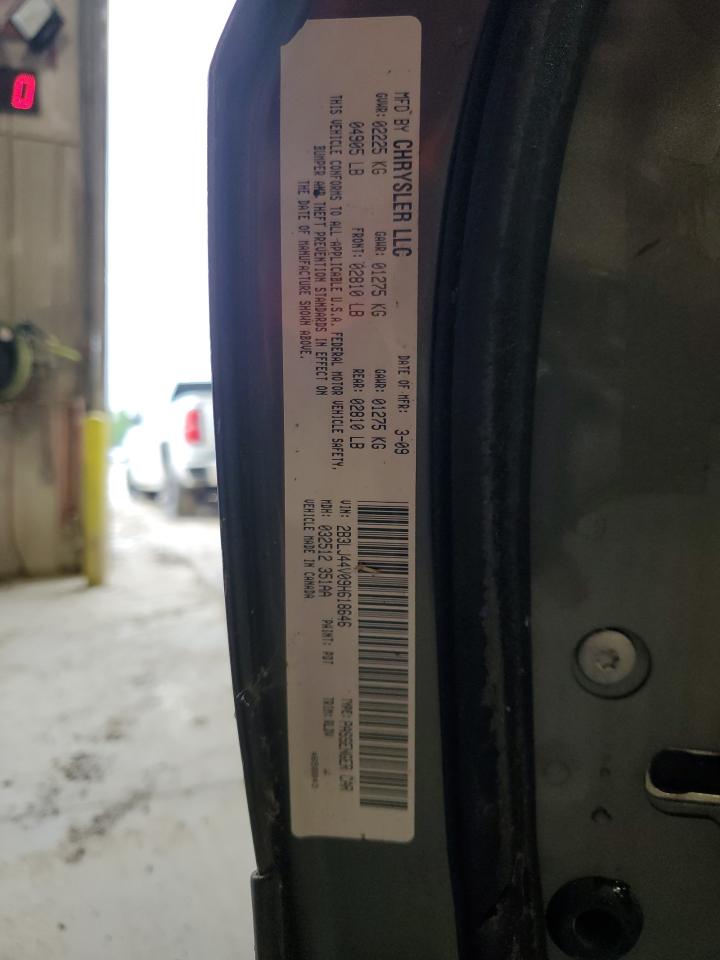 MFD BY CHRYSLER LLC
DATE OF MFR: 3-09
GVWR: 02225 KG
GAWR: 01275 KG
GAWR: 01275 KG
04905 LB
FRONT: 02810 LB
REAR: 02810 LB
THIS VEHICLE CONFORMS TO ALL APPLICABLE U.S.A. FEDERAL MOTOR VEHICLE SAFETY,
BUMPER AND THEFT PREVENTION STANDARDS IN EFFECT ON
THE DATE OF MANUFACTURE SHOWN ABOVE.
VIN: 2B3LJ44V09H618646
TYPE: PASSENGER CAR
MDH: 032512 351AA
PAINT: PDT
TRIM:
VEHICLE MADE IN CANADA
0